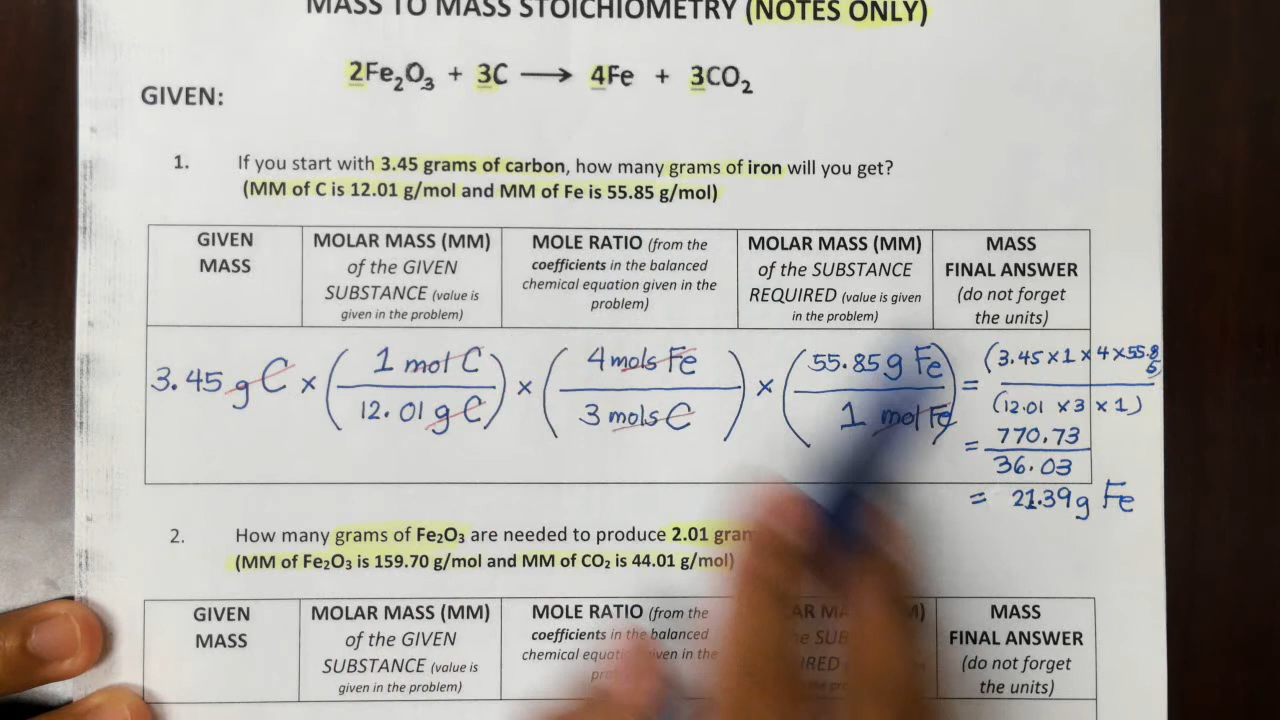 MASS TO MASS STOICHIOMETRY (NOTES ONLY)
2Fe₂O₃ + 3C ⟶ 4Fe + 3CO₂
GIVEN:
1. If you start with 3.45 grams of carbon, how many grams of iron will you get?
(MM of C is 12.01 g/mol and MM of Fe is 55.85 g/mol)
GIVEN
MASS
MOLAR MASS (MM)
of the GIVEN
SUBSTANCE (value is
given in the problem)
MOLE RATIO (from the
coefficients in the balanced
chemical equation given in the
problem)
MOLAR MASS (MM)
of the SUBSTANCE
REQUIRED (value is given
in the problem)
MASS
FINAL ANSWER
(do not forget
the units)
3.45 g C × (1 mol C / 12.01 g C) × (4 mols Fe / 3 mols C) × (55.85 g Fe / 1 mol Fe) = (3.45 × 1 × 4 × 55.85) / (12.01 × 3 × 1)
= 770.73 / 36.03
= 21.39 g Fe
2. How many grams of Fe₂O₃ are needed to produce 2.01
(MM of Fe₂O₃ is 159.70 g/mol and MM of CO₂ is 44.01 g/mol)
GIVEN
MASS
MOLAR MASS (MM)
of the GIVEN
SUBSTANCE (value is
given in the problem)
MOLE RATIO (from the
coefficients in the balanced
chemical equation given in the
MASS
FINAL ANSWER
(do not forget
the units)